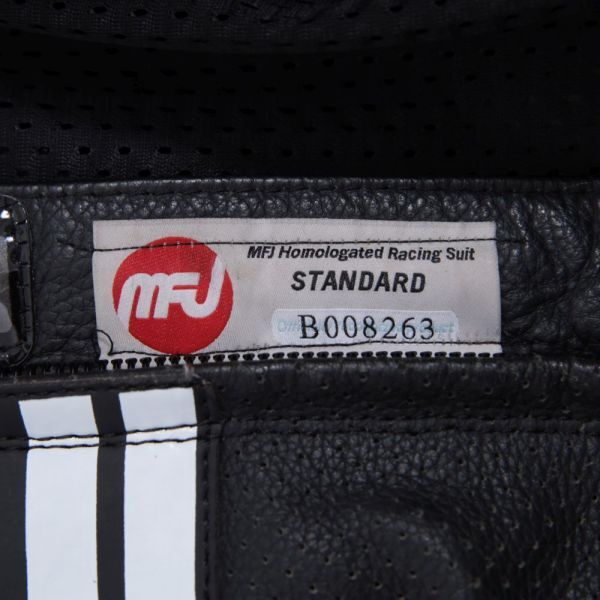 MFJ
MFJ Homologated Racing Suit
STANDARD
B008263